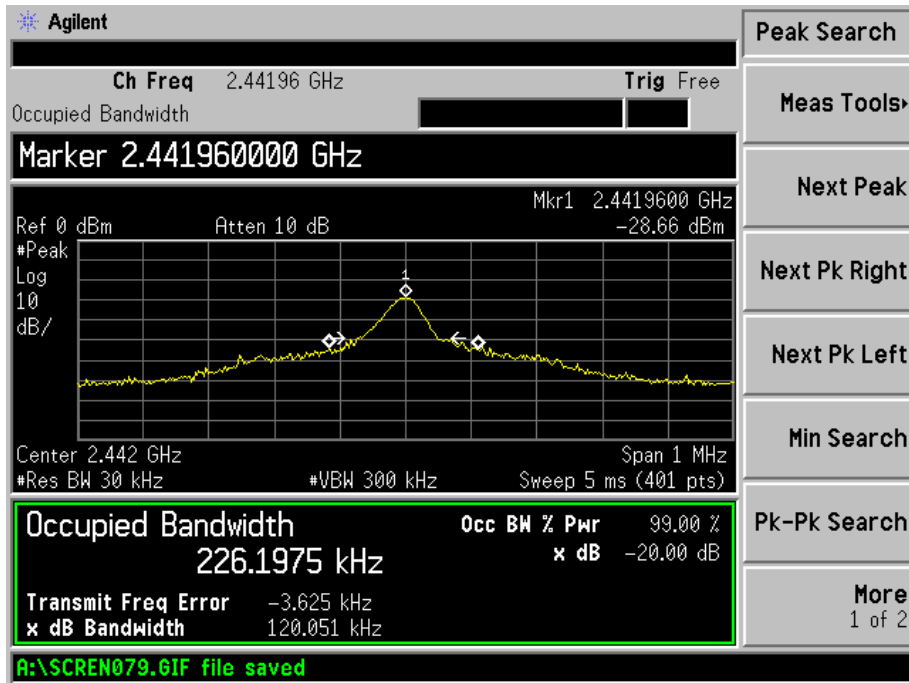 Agilent
Peak Search
Ch Freq 2.44196 GHz Trig Free
Occupied Bandwidth
Meas Tools
Marker 2.441960000 GHz
Next Peak
Mkr1 2.4419600 GHz
Ref 0 dBm Atten 10 dB -28.66 dBm
#Peak
Log
10
dB/
1
Next Pk Right
Next Pk Left
Min Search
Center 2.442 GHz Span 1 MHz
#Res BW 30 kHz #VBW 300 kHz Sweep 5 ms (401 pts)
Occupied Bandwidth Occ BW % Pwr 99.00 %
226.1975 kHz x dB -20.00 dB
Pk-Pk Search
Transmit Freq Error -3.625 kHz
x dB Bandwidth 120.051 kHz
More
1 of 2
A:\SCREN079.GIF file saved